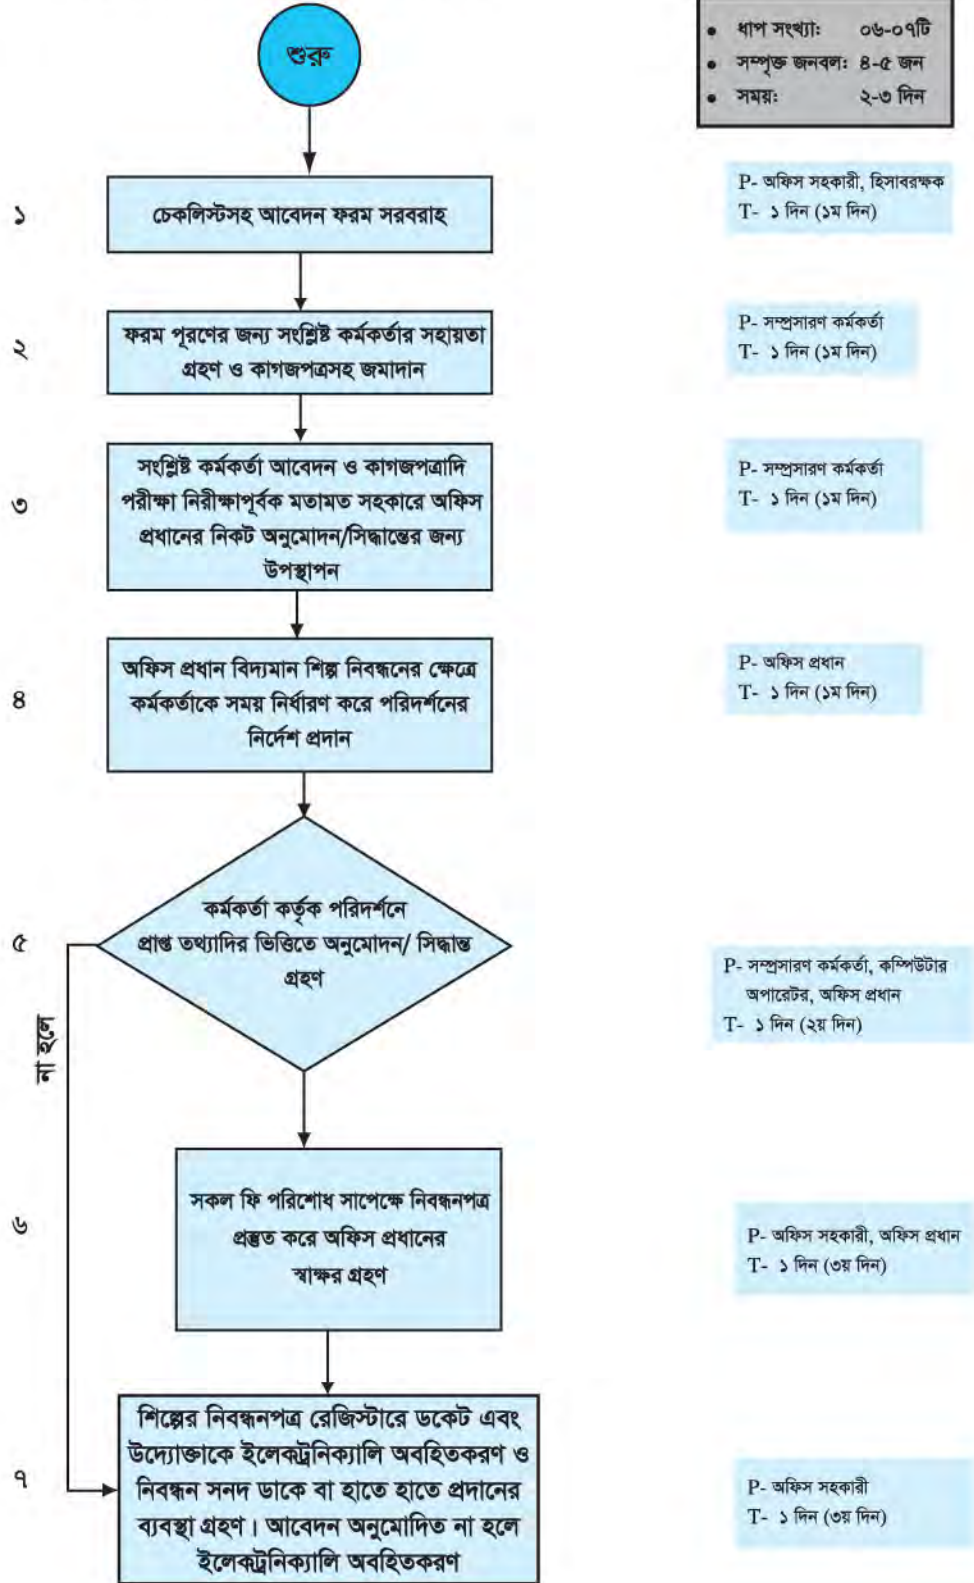 শুরু
• ধাপ সংখ্যা: ০৬-০৭টি
• সম্পৃক্ত জনবল: ৪-৫ জন
• সময়: ২-৩ দিন
১
চেকলিস্টসহ আবেদন ফরম সরবরাহ
P- অফিস সহকারী, হিসাবরক্ষক
T- ১ দিন (১ম দিন)
২
ফরম পূরণের জন্য সংশ্লিষ্ট কর্মকর্তার সহায়তা
গ্রহণ ও কাগজপত্রসহ জমাদান
P- সম্প্রসারণ কর্মকর্তা
T- ১ দিন (১ম দিন)
৩
সংশ্লিষ্ট কর্মকর্তা আবেদন ও কাগজপত্রাদি
পরীক্ষা নিরীক্ষাপূর্বক মতামত সহকারে অফিস
প্রধানের নিকট অনুমোদন/সিদ্ধান্তের জন্য
উপস্থাপন
P- সম্প্রসারণ কর্মকর্তা
T- ১ দিন (১ম দিন)
৪
অফিস প্রধান বিদ্যমান শিল্প নিবন্ধনের ক্ষেত্রে
কর্মকর্তাকে সময় নির্ধারণ করে পরিদর্শনের
নির্দেশ প্রদান
P- অফিস প্রধান
T- ১ দিন (১ম দিন)
৫
কর্মকর্তা কর্তৃক পরিদর্শনে
প্রাপ্ত তথ্যাদির ভিত্তিতে অনুমোদন/ সিদ্ধান্ত
গ্রহণ
P- সম্প্রসারণ কর্মকর্তা, কম্পিউটার
অপারেটর, অফিস প্রধান
T- ১ দিন (২য় দিন)
না হলে
৬
সকল ফি পরিশোধ সাপেক্ষে নিবন্ধনপত্র
প্রস্তুত করে অফিস প্রধানের
স্বাক্ষর গ্রহণ
P- অফিস সহকারী, অফিস প্রধান
T- ১ দিন (৩য় দিন)
৭
শিল্পের নিবন্ধনপত্র রেজিস্টারে ডকেট এবং
উদ্যোক্তাকে ইলেকট্রনিক্যালি অবহিতকরণ ও
নিবন্ধন সনদ ডাকে বা হাতে হাতে প্রদানের
ব্যবস্থা গ্রহণ। আবেদন অনুমোদিত না হলে
ইলেকট্রনিক্যালি অবহিতকরণ
P- অফিস সহকারী
T- ১ দিন (৩য় দিন)